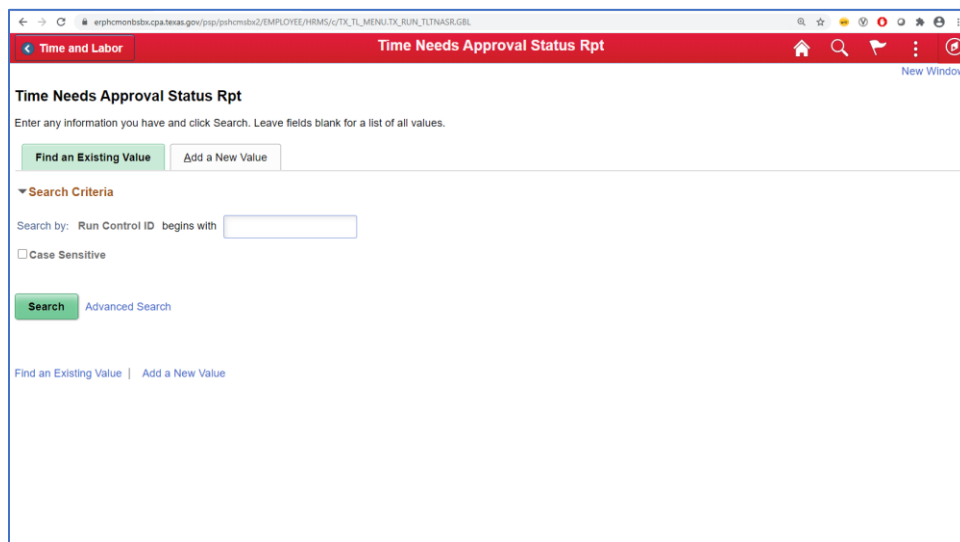 erphcmonbsbx.cpa.texas.gov/psp/pshcmsbx2/EMPLOYEE/HRMS/c/TX_TL_MENU.TX_RUN_TLTNASR.GBL
Time and Labor
Time Needs Approval Status Rpt
New Window
Time Needs Approval Status Rpt
Enter any information you have and click Search. Leave fields blank for a list of all values.
Find an Existing Value
Add a New Value
Search Criteria
Search by: Run Control ID begins with
Case Sensitive
Search
Advanced Search
Find an Existing Value | Add a New Value